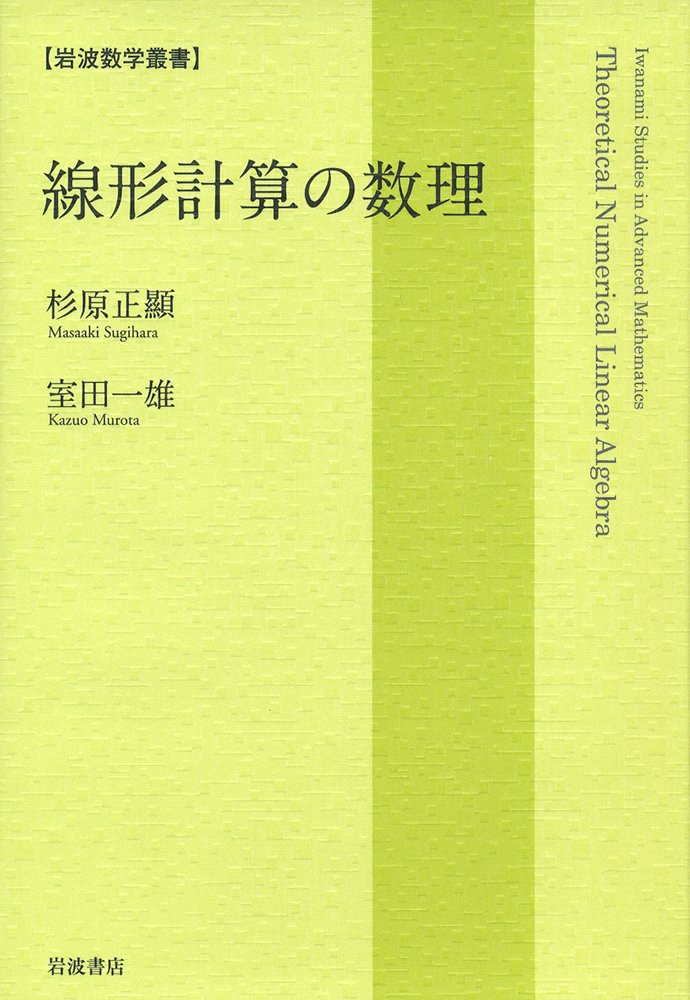 【岩波数学叢書】
線形計算の数理
杉原正顯
Masaaki Sugihara
室田一雄
Kazuo Murota
Iwanami Studies in Advanced Mathematics
Theoretical Numerical Linear Algebra
岩波書店